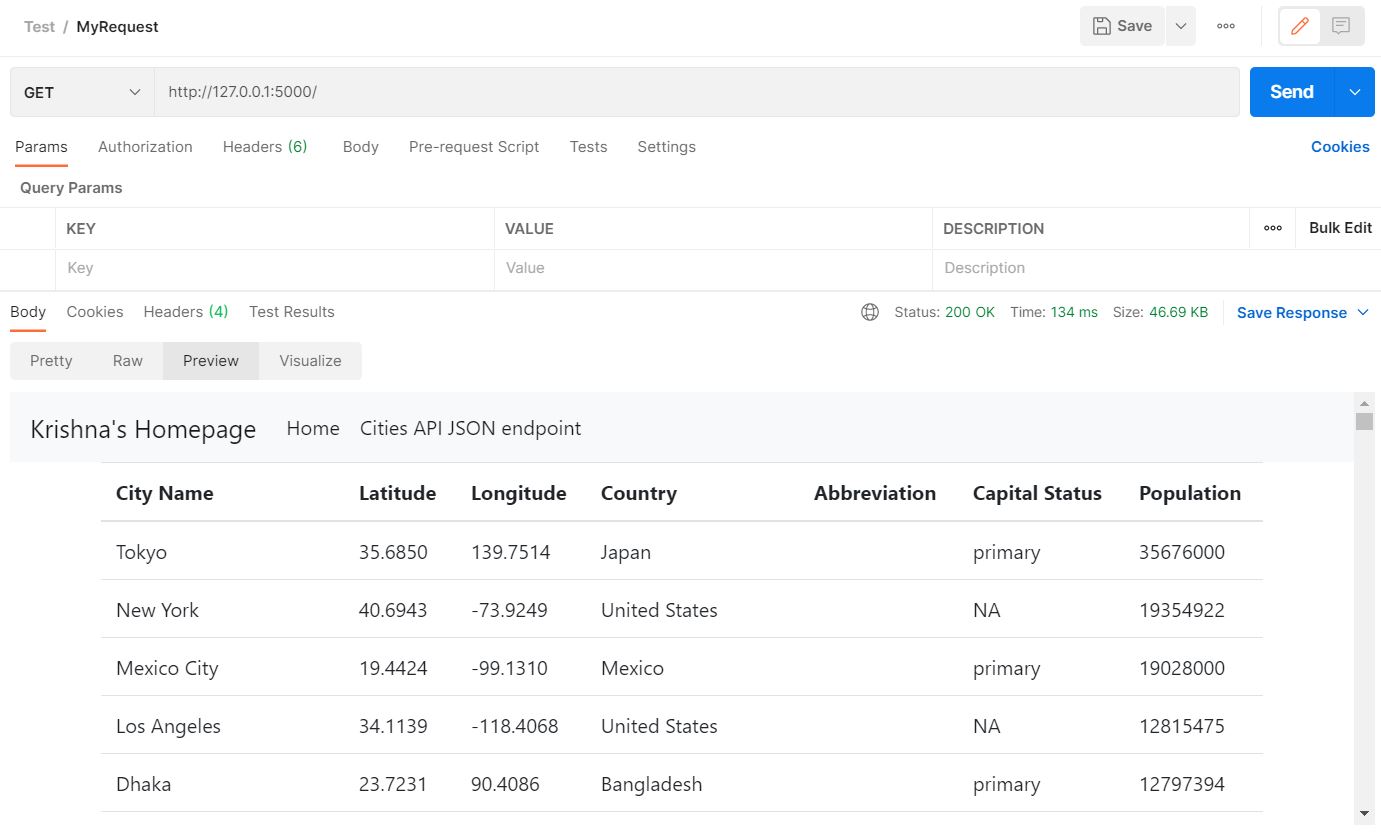 Test / MyRequest
Save
GET
http://127.0.0.1:5000/
Send
Params Authorization Headers (6) Body Pre-request Script Tests Settings Cookies
Query Params
KEY VALUE DESCRIPTION Bulk Edit
Key Value Description
Body Cookies Headers (4) Test Results Status: 200 OK Time: 134 ms Size: 46.69 KB Save Response
Pretty Raw Preview Visualize
Krishna's Homepage Home Cities API JSON endpoint
City Name Latitude Longitude Country Abbreviation Capital Status Population
Tokyo 35.6850 139.7514 Japan primary 35676000
New York 40.6943 -73.9249 United States NA 19354922
Mexico City 19.4424 -99.1310 Mexico primary 19028000
Los Angeles 34.1139 -118.4068 United States NA 12815475
Dhaka 23.7231 90.4086 Bangladesh primary 12797394